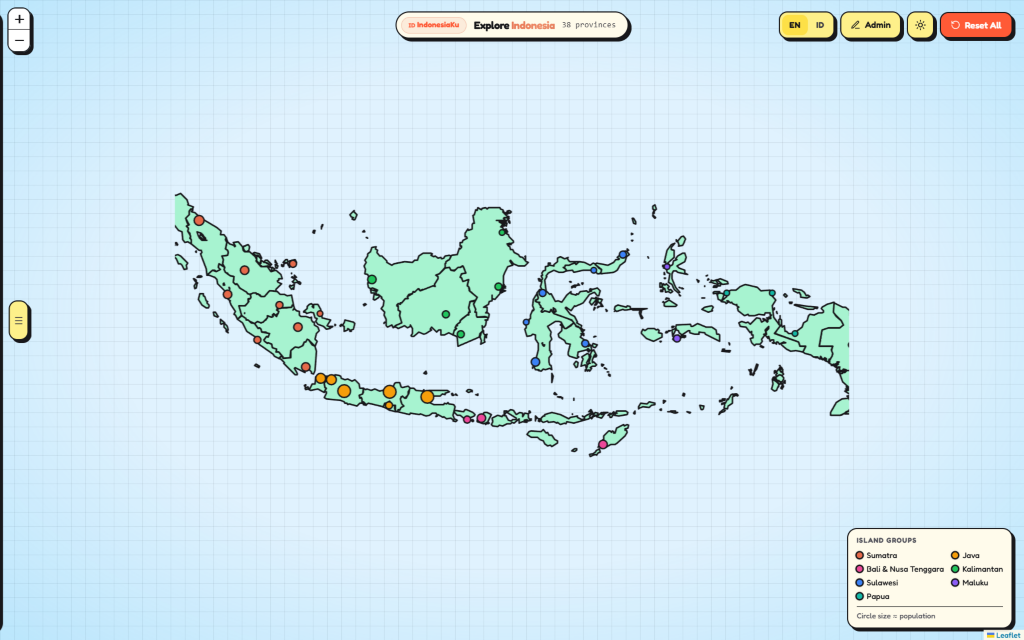 +
−
IndonesiaKu Explore Indonesia 38 provinces
EN ID Admin Reset All
ISLAND GROUPS
Sumatra Java
Bali & Nusa Tenggara Kalimantan
Sulawesi Maluku
Papua
Circle size = population
Leaflet